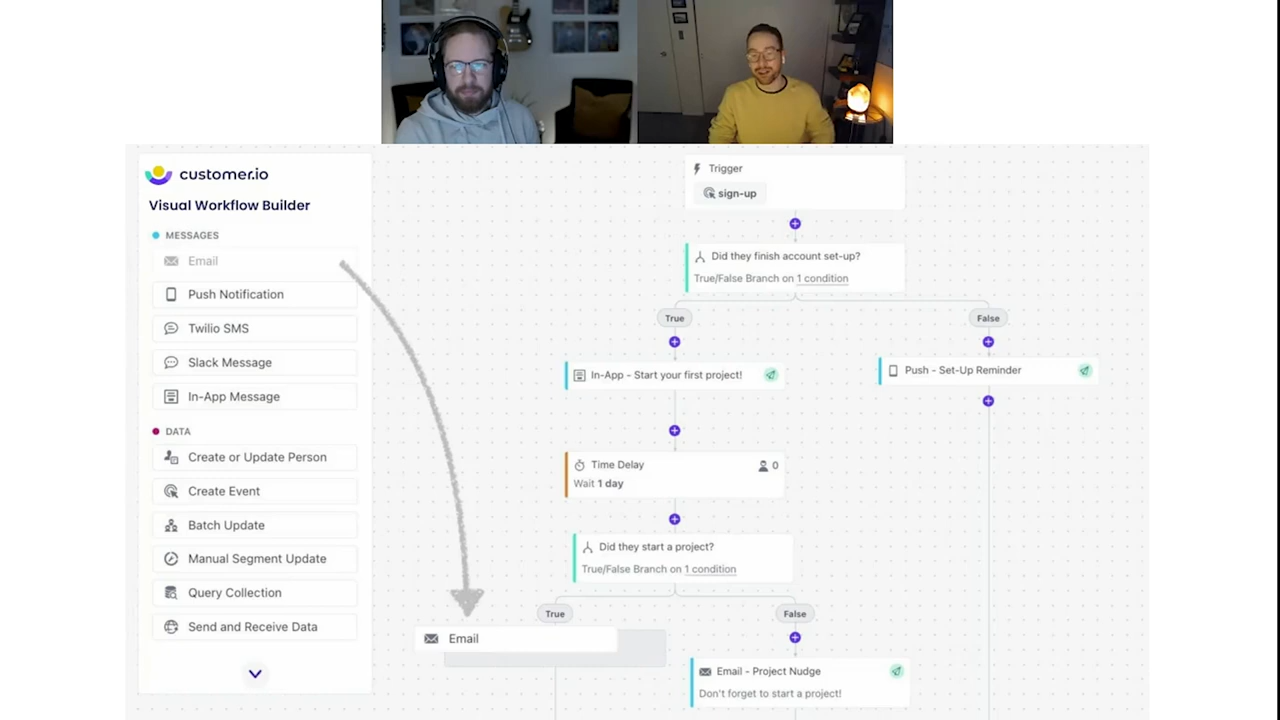 customer.io
Visual Workflow Builder
MESSAGES
Email
Push Notification
Twilio SMS
Slack Message
In-App Message
DATA
Create or Update Person
Create Event
Batch Update
Manual Segment Update
Query Collection
Send and Receive Data
Trigger
sign-up
Did they finish account set-up?
True/False Branch on 1 condition
True
False
In-App - Start your first project!
Push - Set-Up Reminder
Time Delay
0
Wait 1 day
Did they start a project?
True/False Branch on 1 condition
True
False
Email
Email - Project Nudge
Don't forget to start a project!